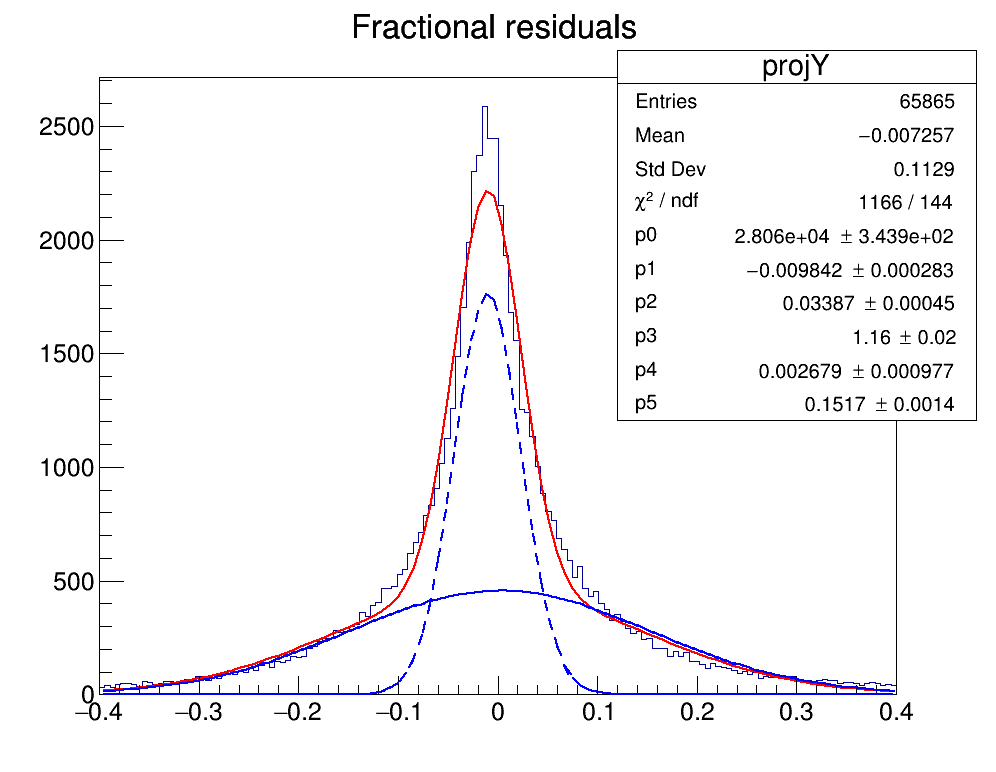 Fractional residuals
projY
Entries 65865
Mean −0.007257
Std Dev 0.1129
χ² / ndf 1166 / 144
p0 2.806e+04 ± 3.439e+02
p1 −0.009842 ± 0.000283
p2 0.03387 ± 0.00045
p3 1.16 ± 0.02
p4 0.002679 ± 0.000977
p5 0.1517 ± 0.0014
2500
2000
1500
1000
500
0
−0.4 −0.3 −0.2 −0.1 0 0.1 0.2 0.3 0.4